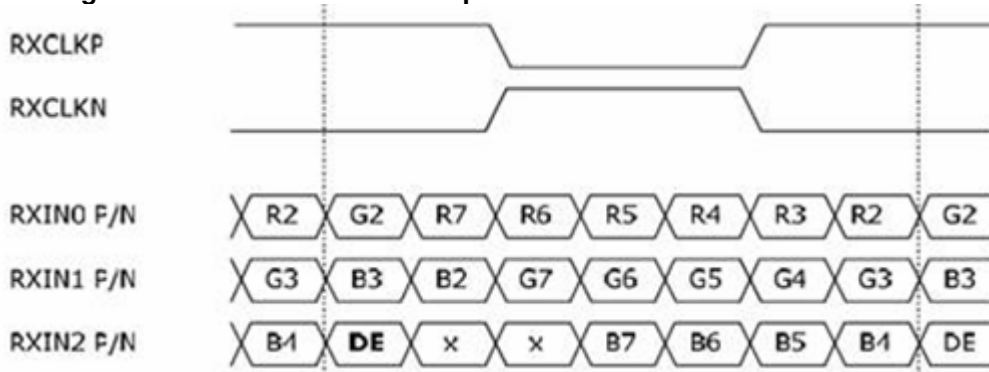 RXCLKP
RXCLKN
RXIN0 P/N R2 G2 R7 R6 R5 R4 R3 R2 G2
RXIN1 P/N G3 B3 B2 G7 G6 G5 G4 G3 B3
RXIN2 P/N B4 DE x x B7 B6 B5 B4 DE